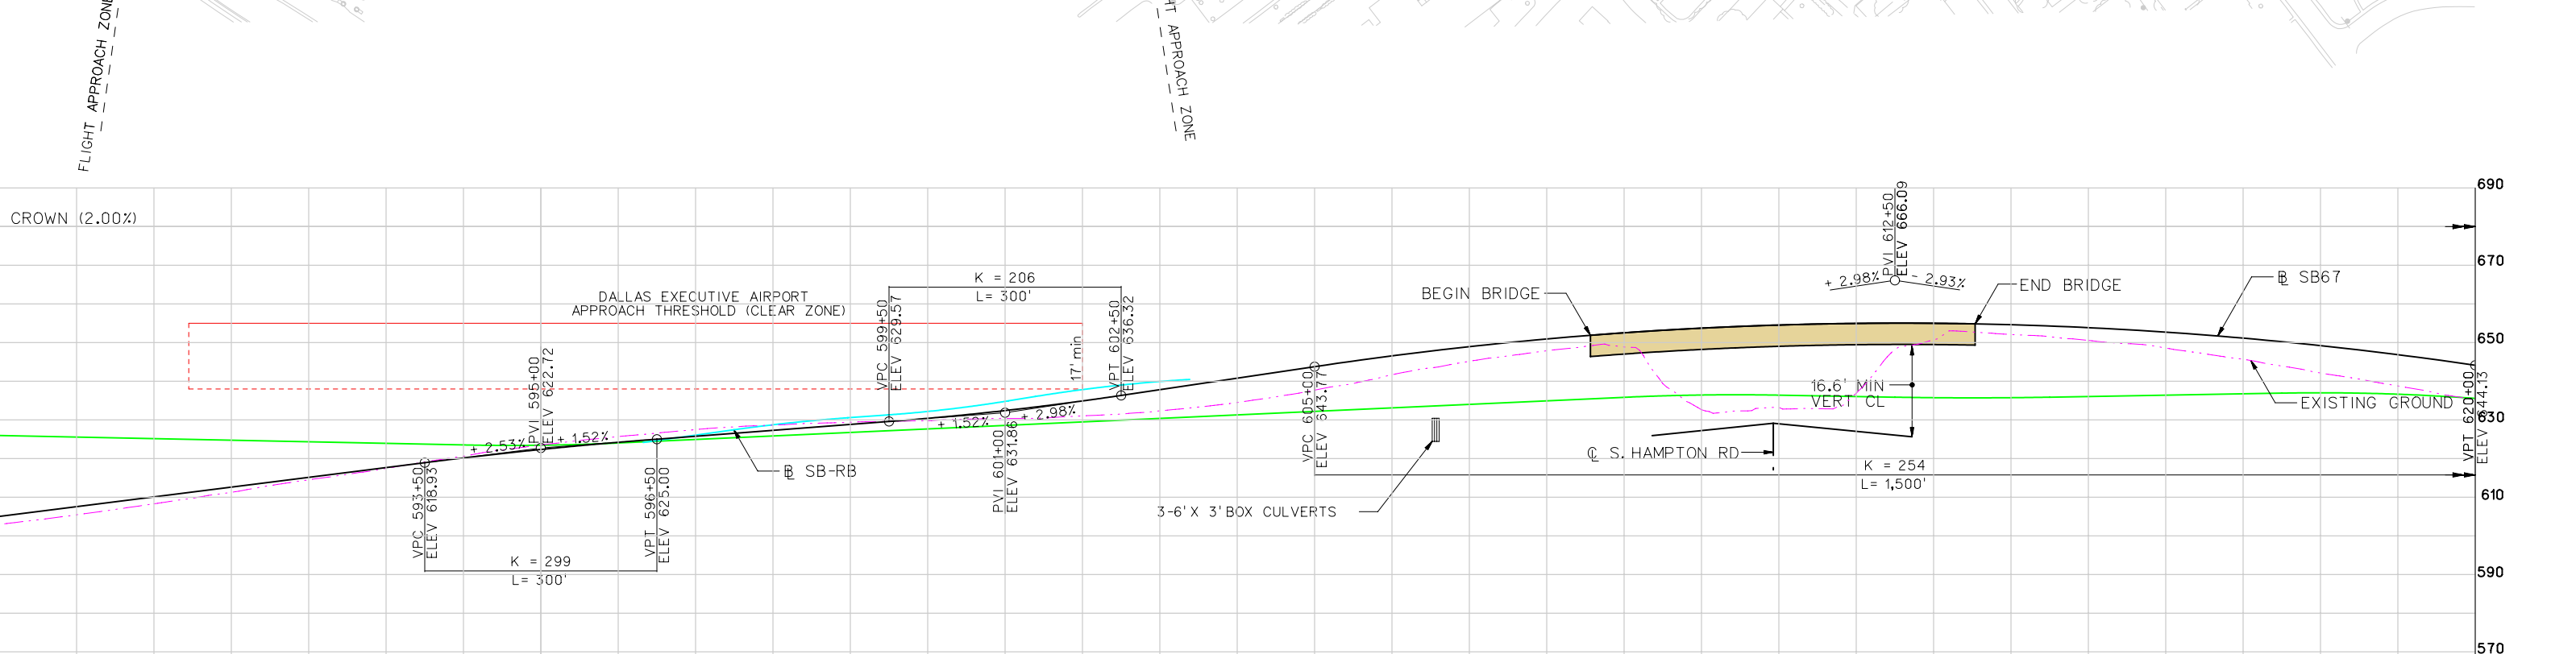 FLIGHT APPROACH ZONE
HT APPROACH ZONE
CROWN (2.00%)
DALLAS EXECUTIVE AIRPORT
APPROACH THRESHOLD (CLEAR ZONE)
17' min
VPC 593+50
ELEV 618.93
+ 2.53%
PVI 595+00
ELEV 622.72
+ 1.52%
VPT 596+50
ELEV 625.00
K = 299
L= 300'
℄ SB-RB
K = 206
L= 300'
VPC 599+50
ELEV 629.57
+ 1.52%
PVI 601+00
ELEV 631.86
+ 2.98%
VPT 602+50
ELEV 636.32
VPC 605+00
ELEV 643.77
3-6' X 3' BOX CULVERTS
BEGIN BRIDGE
℄ S. HAMPTON RD
16.6' MIN
VERT CL
+ 2.98%
PVI 612+50
ELEV 666.09
- 2.93%
END BRIDGE
℄ SB67
EXISTING GROUND
K = 254
L= 1,500'
VPT 620+00
ELEV 644.13
690
670
650
630
610
590
570